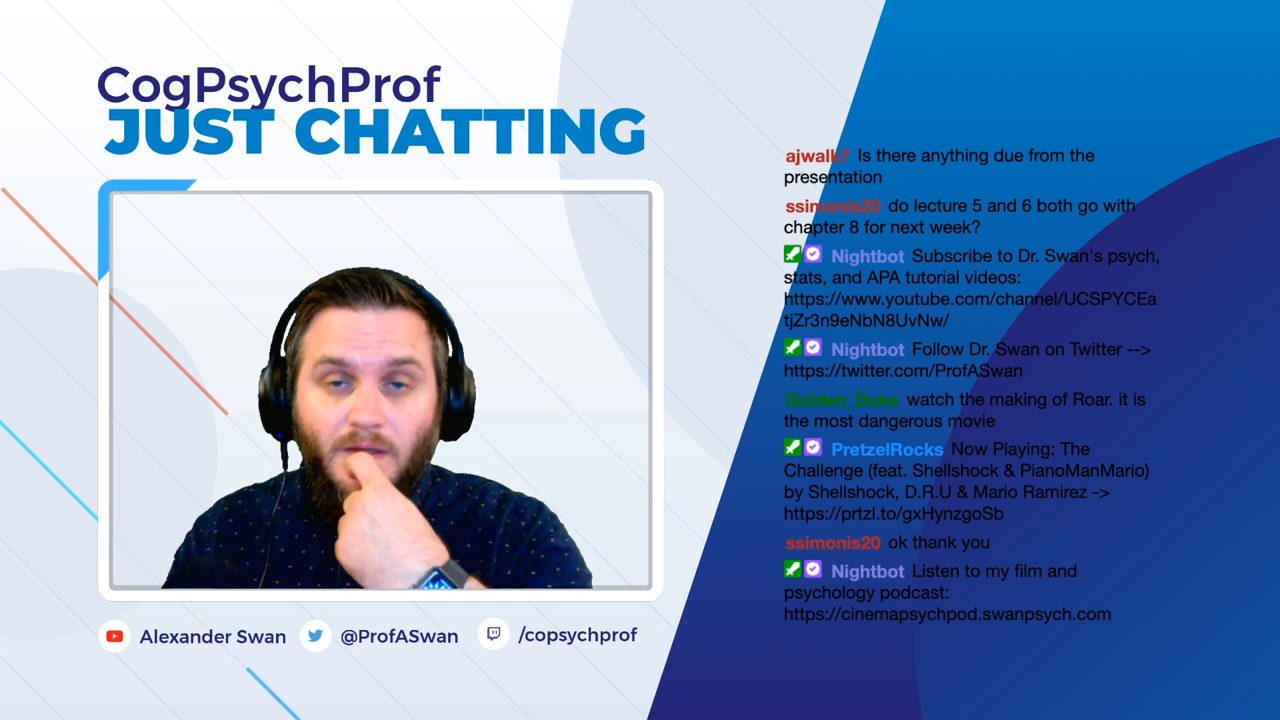 CogPsychProf
JUST CHATTING
ajwalk7 Is there anything due from the
presentation
ssimonis20 do lecture 5 and 6 both go with
chapter 8 for next week?
Nightbot Subscribe to Dr. Swan's psych,
stats, and APA tutorial videos:
https://www.youtube.com/channel/UCSPYCEa
tjZr3n9eNbN8UvNw/
Nightbot Follow Dr. Swan on Twitter -->
https://twitter.com/ProfASwan
Golden_Duke watch the making of Roar. it is
the most dangerous movie
PretzelRocks Now Playing: The
Challenge (feat. Shellshock & PianoManMario)
by Shellshock, D.R.U & Mario Ramirez ->
https://prtzl.to/gxHynzgoSb
ssimonis20 ok thank you
Nightbot Listen to my film and
psychology podcast:
https://cinemapsychpod.swanpsych.com
Alexander Swan @ProfASwan /copsychprof